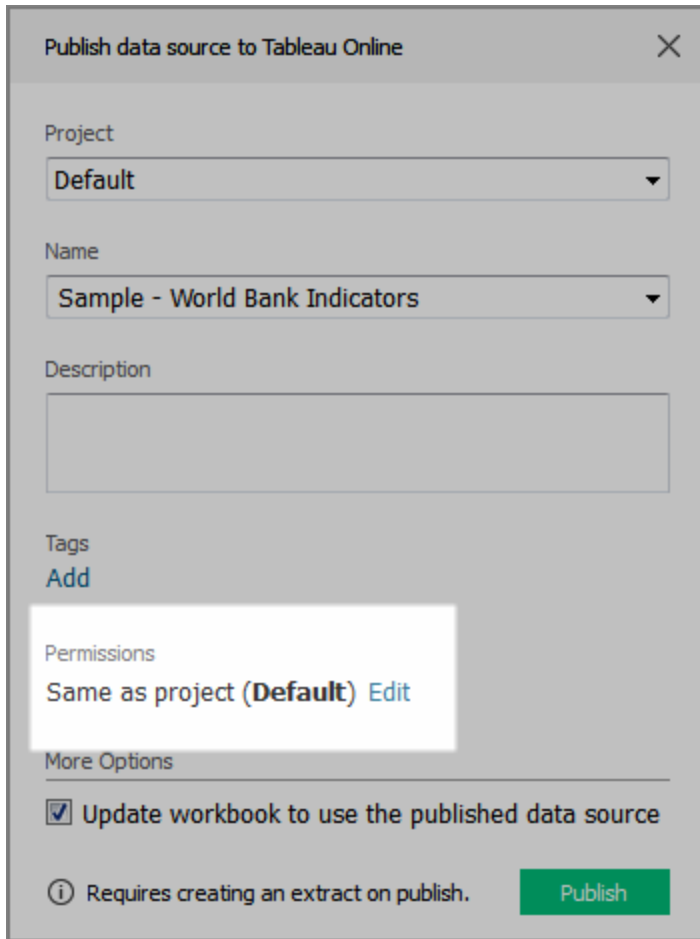 Publish data source to Tableau Online
Project
Default
Name
Sample - World Bank Indicators
Description
Tags
Add
Permissions
Same as project (Default) Edit
More Options
Update workbook to use the published data source
Requires creating an extract on publish.
Publish